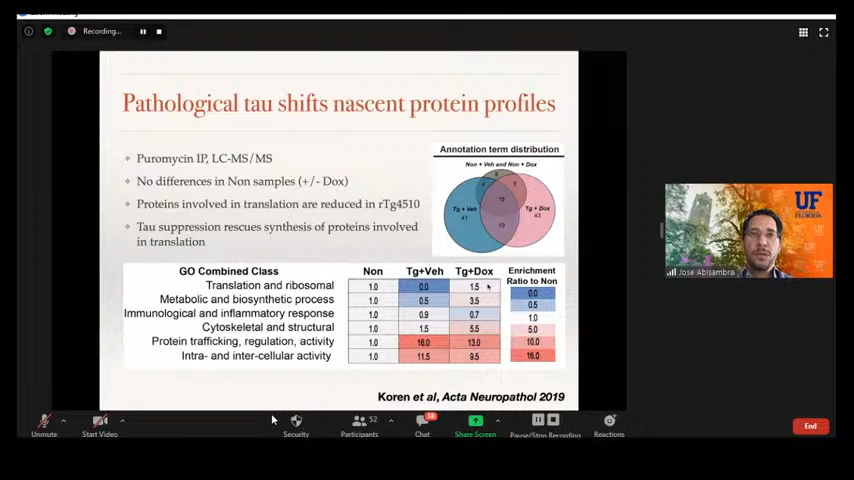 Recording...
Pathological tau shifts nascent protein profiles
Puromycin IP, LC-MS/MS
No differences in Non samples (+/- Dox)
Proteins involved in translation are reduced in rTg4510
Tau suppression rescues synthesis of proteins involved
in translation
Annotation term distribution
Non + Veh and Non + Dox
Tg + Veh
41
Tg + Dox
43
4
5
18
19
GO Combined Class Non Tg+Veh Tg+Dox
Translation and ribosomal 1.0 0.0 1.5
Metabolic and biosynthetic process 1.0 0.5 3.5
Immunological and inflammatory response 1.0 0.9 0.7
Cytoskeletal and structural 1.0 1.5 5.5
Protein trafficking, regulation, activity 1.0 16.0 13.0
Intra- and inter-cellular activity 1.0 11.5 9.5
Enrichment
Ratio to Non
0.0
0.5
1.0
5.0
10.0
16.0
Koren et al, Acta Neuropathol 2019
UF
FLORIDA
Jose Abisambra
Unmute
Start Video
Security
52
Participants
38
Chat
Share Screen
Pause/Stop Recording
Reactions
End